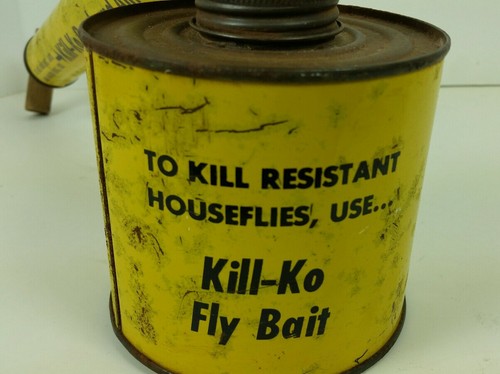 TO KILL RESISTANT
HOUSEFLIES, USE...
Kill-Ko
Fly Bait